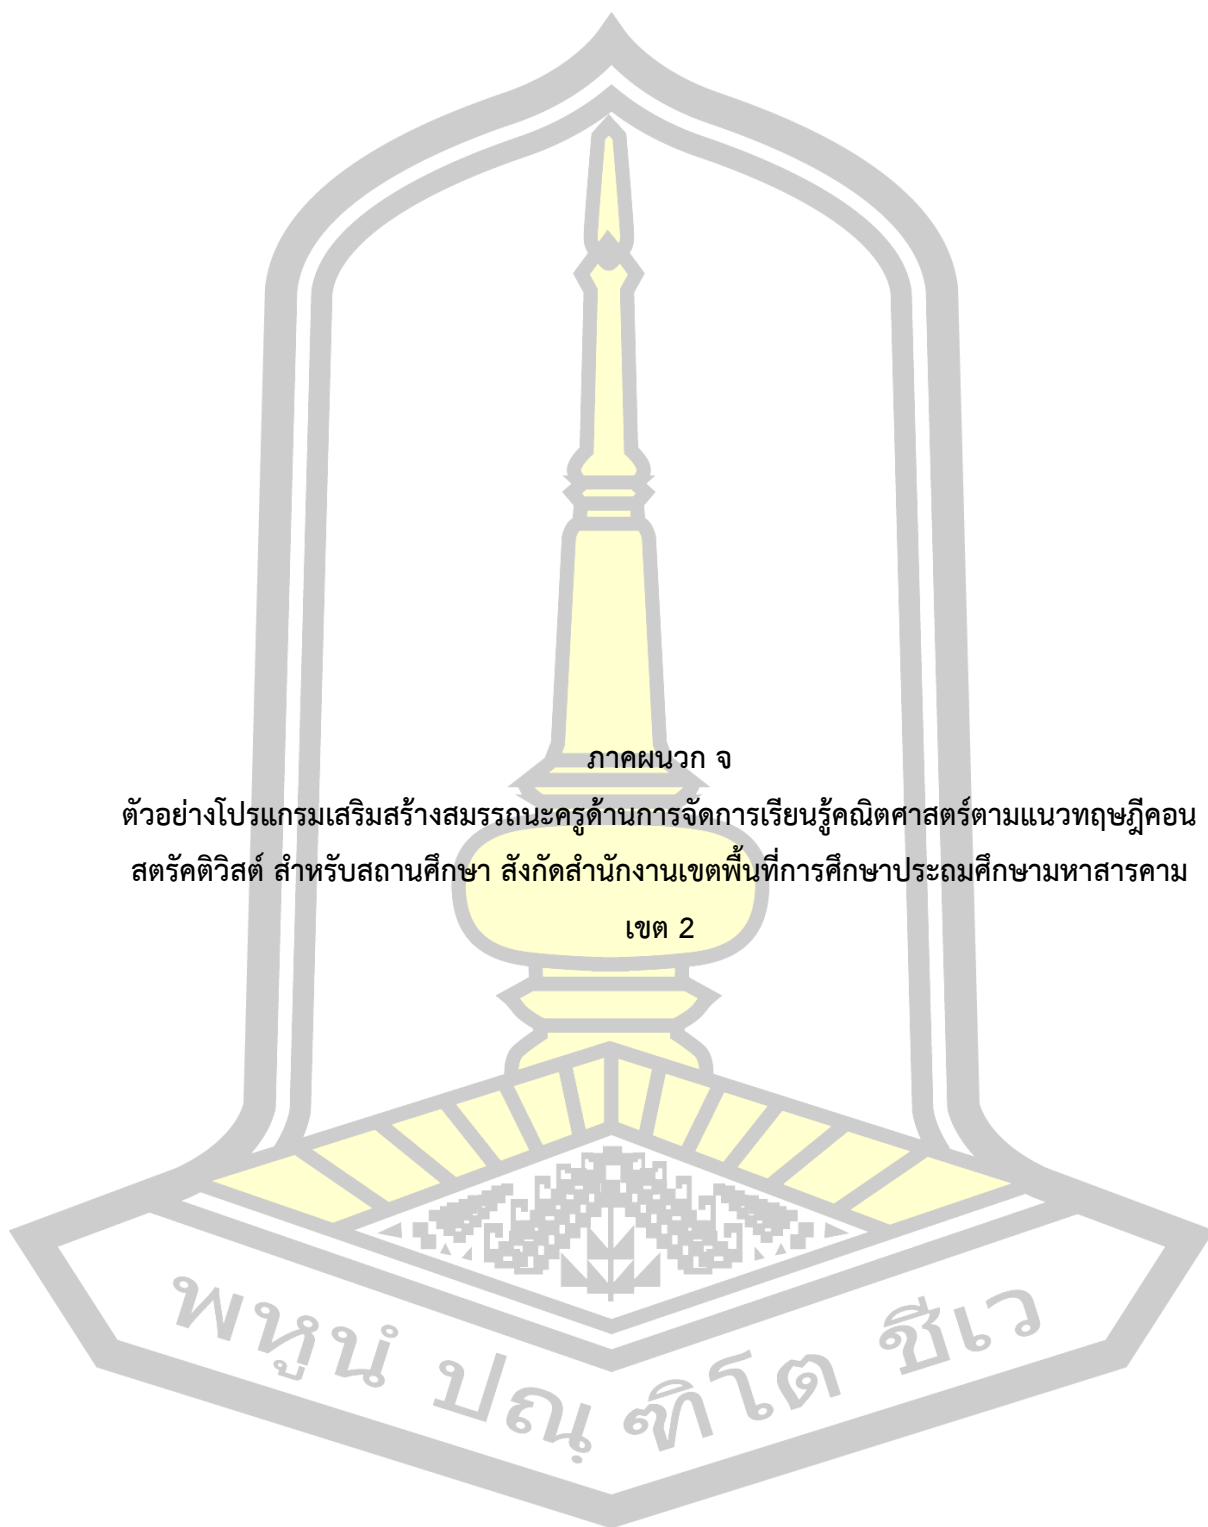 ภาคผนวก จ
ตัวอย่างโปรแกรมเสริมสร้างสมรรถนะครูด้านการจัดการเรียนรู้คณิตศาสตร์ตามแนวทฤษฎีคอน
สตรัคติวิสต์ สำหรับสถานศึกษา สังกัดสำนักงานเขตพื้นที่การศึกษาประถมศึกษามหาสารคาม
เขต 2
พหูนํ ปณฺฑิโต ชีเว